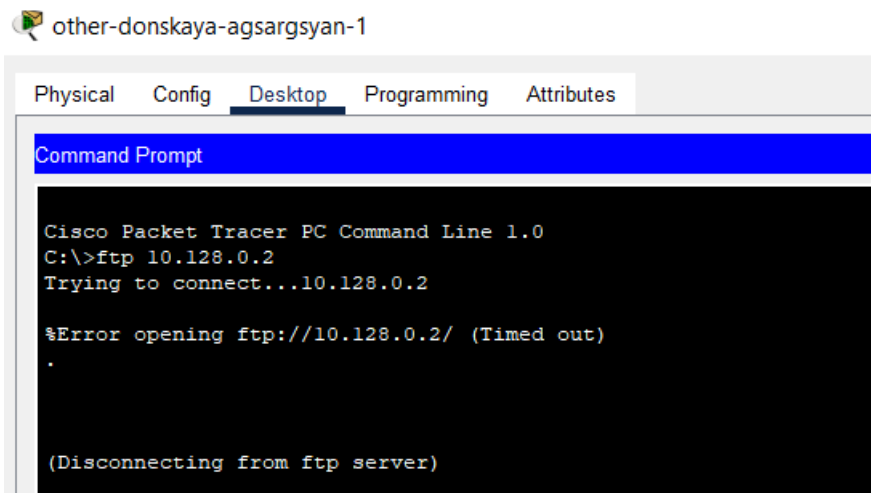 other-donskaya-agsargsyan-1
Physical Config Desktop Programming Attributes
Command Prompt
Cisco Packet Tracer PC Command Line 1.0
C:\>ftp 10.128.0.2
Trying to connect...10.128.0.2
%Error opening ftp://10.128.0.2/ (Timed out)
.
(Disconnecting from ftp server)